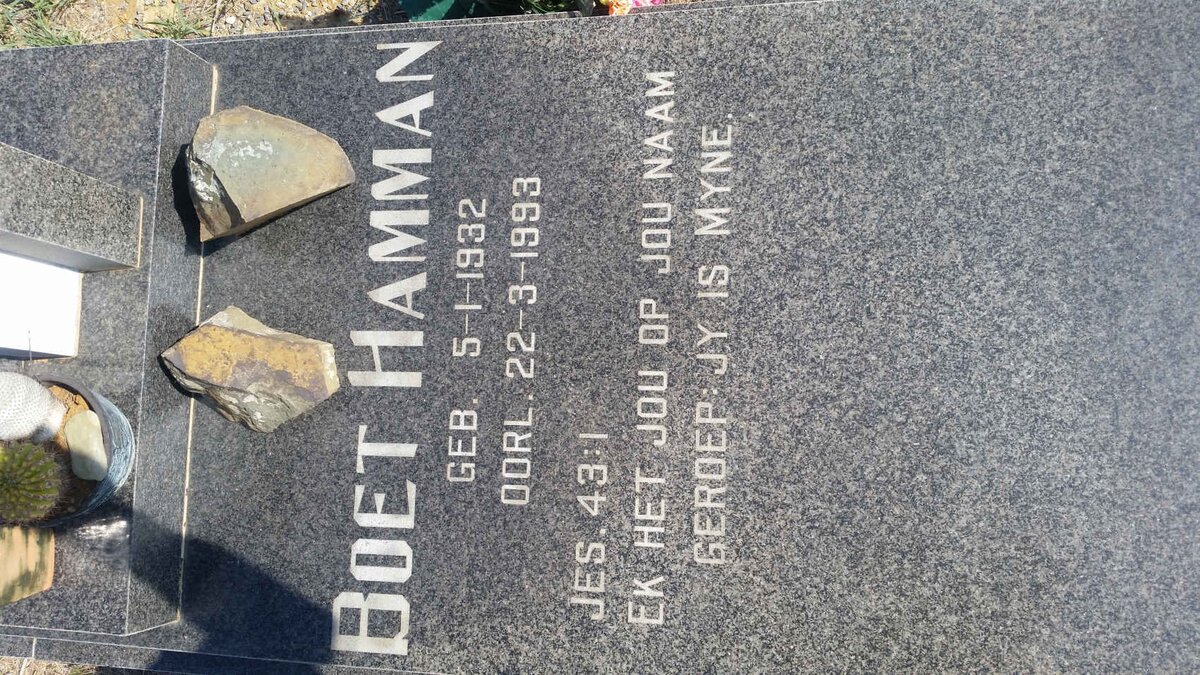 BOET HAMMAN
GEB. 5-1-1932
OORL. 22-3-1993
JES. 43:1
EK HET JOU OP JOU NAAM
GEROEP: JY IS MYNE.